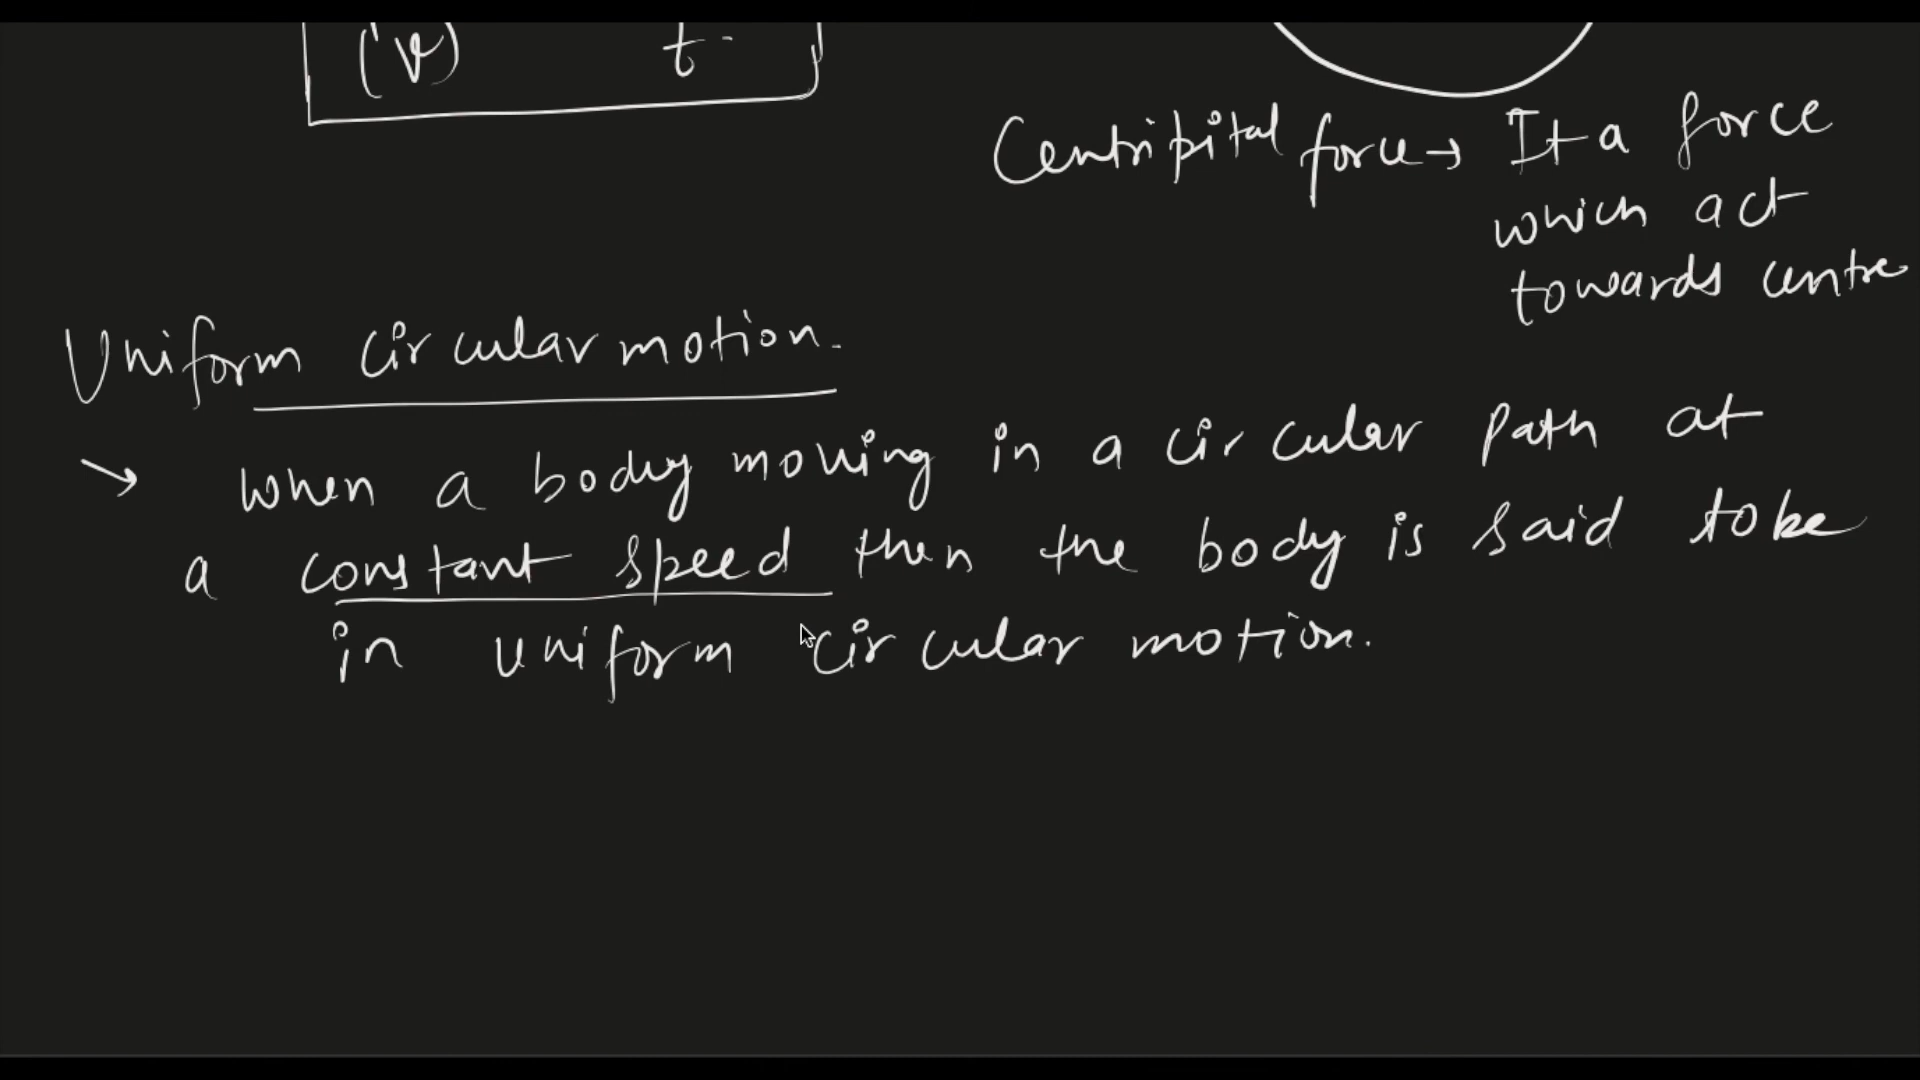 (v) t
Centripital force → It a force
which act
towards centre
Uniform circular motion.
→ when a body moving in a circular path at
a constant speed then the body is said to be
in uniform circular motion.